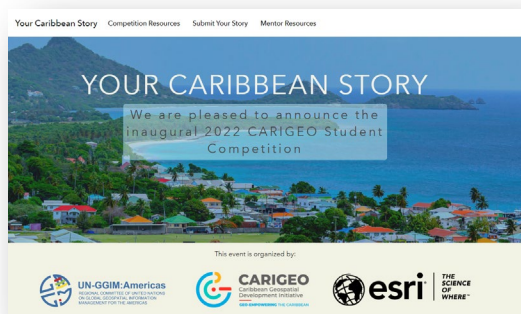 Your Caribbean Story Competition Resources Submit Your Story Mentor Resources
YOUR CARIBBEAN STORY
We are pleased to announce the
inaugural 2022 CARIGEO Student
Competition
This event is organized by:
UN-GGIM:Americas
REGIONAL COMMITTEE OF UNITED NATIONS
ON GLOBAL GEOSPATIAL INFORMATION
MANAGEMENT FOR THE AMERICAS
CARIGEO
Caribbean Geospatial
Development Initiative
GEO-EMPOWERING THE CARIBBEAN
esri
THE
SCIENCE
OF
WHERE™